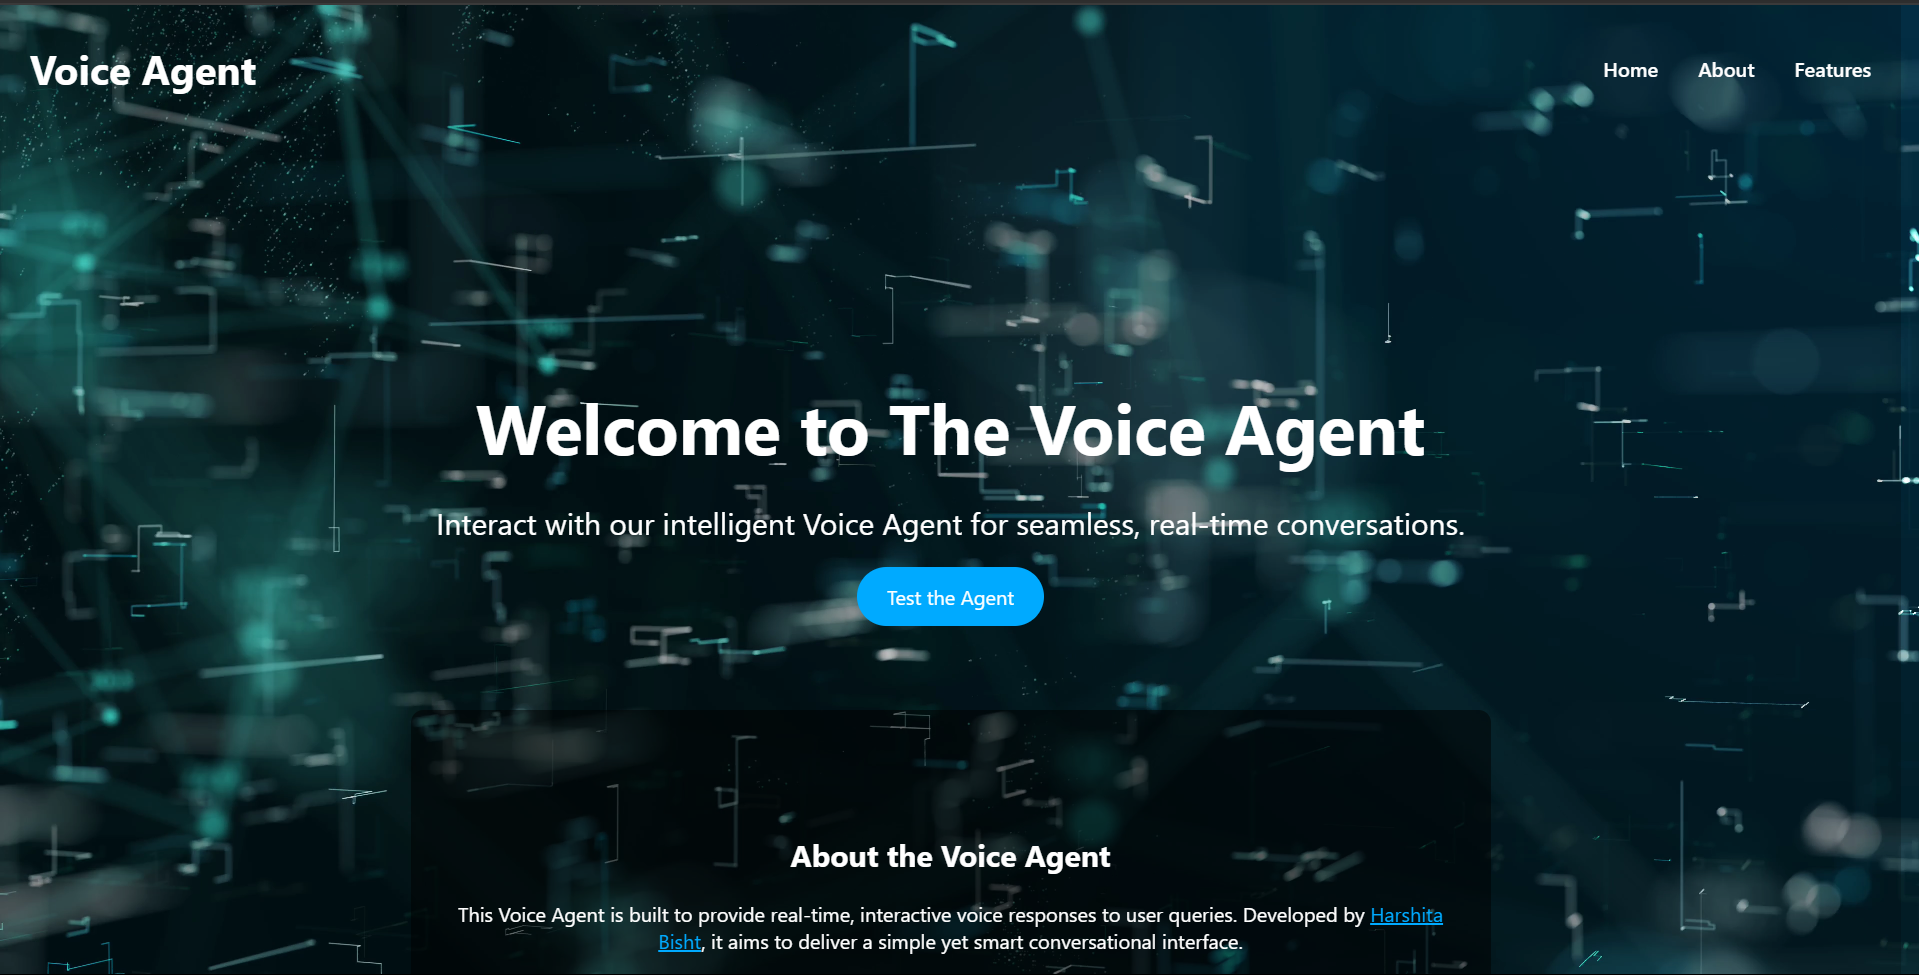 Voice Agent
Home About Features
Welcome to The Voice Agent
Interact with our intelligent Voice Agent for seamless, real-time conversations.
Test the Agent
About the Voice Agent
This Voice Agent is built to provide real-time, interactive voice responses to user queries. Developed by Harshita
Bisht, it aims to deliver a simple yet smart conversational interface.